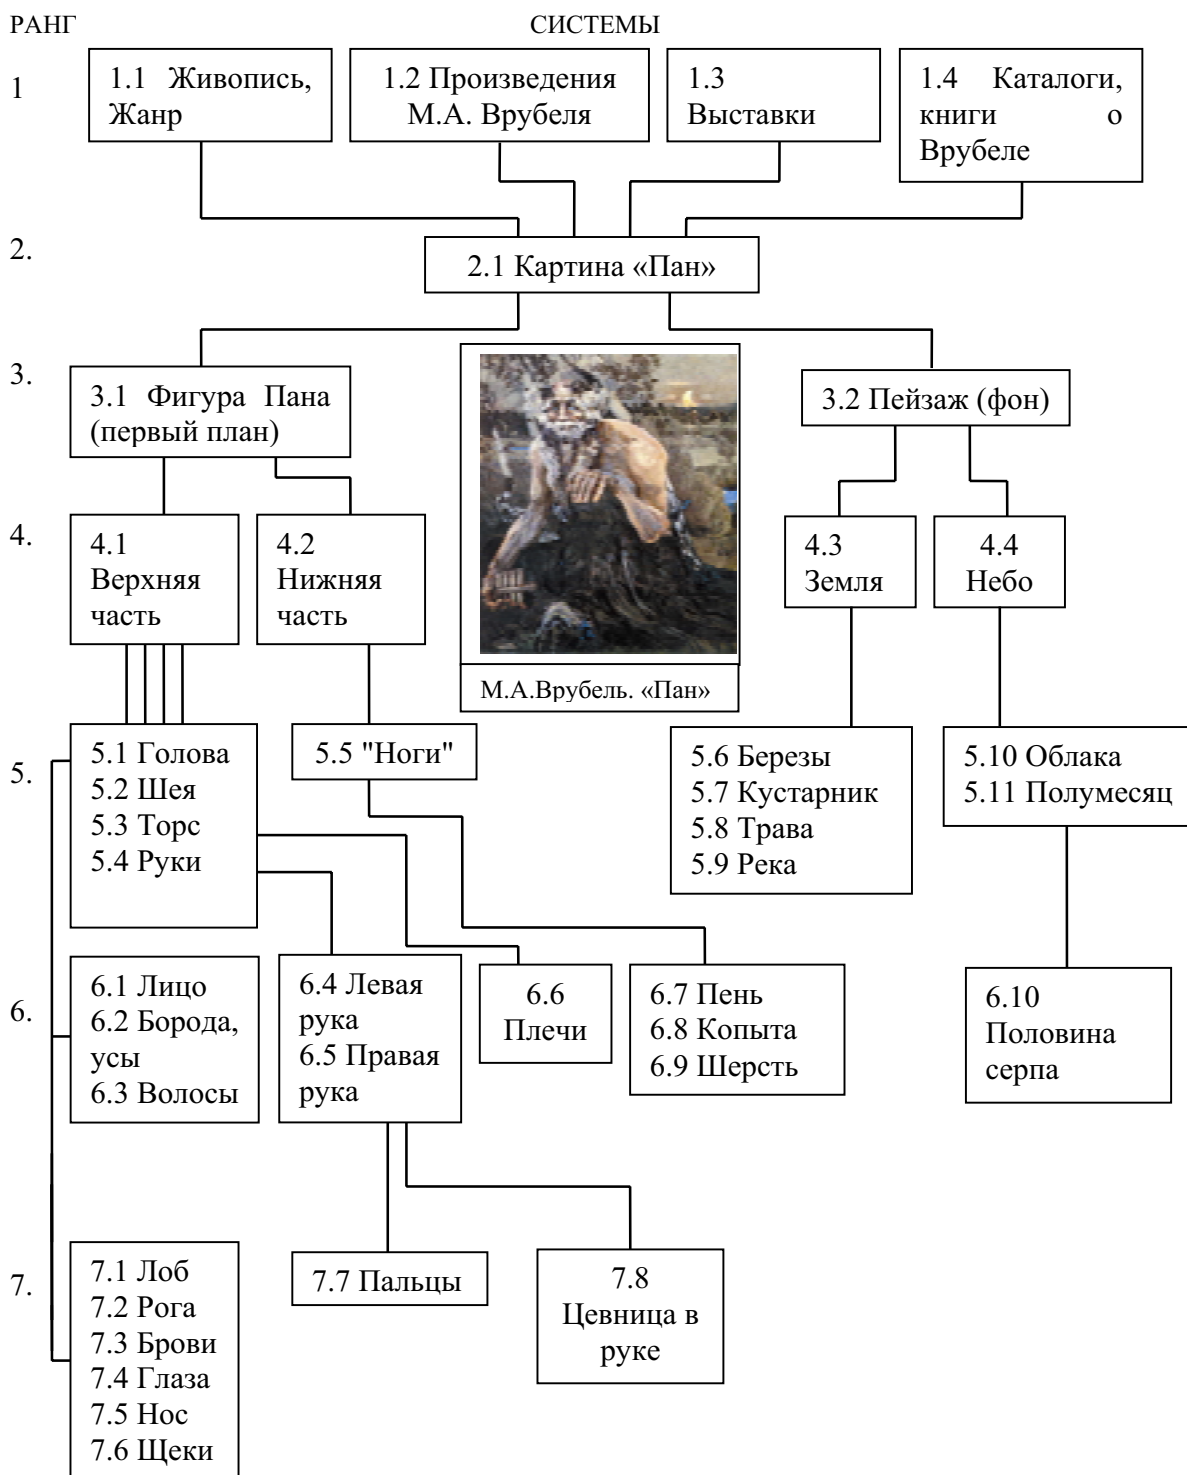 РАНГ СИСТЕМЫ
1
1.1 Живопись,
Жанр
1.2 Произведения
М.А. Врубеля
1.3
Выставки
1.4 Каталоги,
книги о
Врубеле
2.
2.1 Картина «Пан»
3.
3.1 Фигура Пана
(первый план)
3.2 Пейзаж (фон)
4.
4.1
Верхняя
часть
4.2
Нижняя
часть
М.А.Врубель. «Пан»
4.3
Земля
4.4
Небо
5.
5.1 Голова
5.2 Шея
5.3 Торс
5.4 Руки
5.5 "Ноги"
5.6 Березы
5.7 Кустарник
5.8 Трава
5.9 Река
5.10 Облака
5.11 Полумесяц
6.
6.1 Лицо
6.2 Борода,
усы
6.3 Волосы
6.4 Левая
рука
6.5 Правая
рука
6.6
Плечи
6.7 Пень
6.8 Копыта
6.9 Шерсть
6.10
Половина
серпа
7.
7.1 Лоб
7.2 Рога
7.3 Брови
7.4 Глаза
7.5 Нос
7.6 Щеки
7.7 Пальцы
7.8
Цевница в
руке